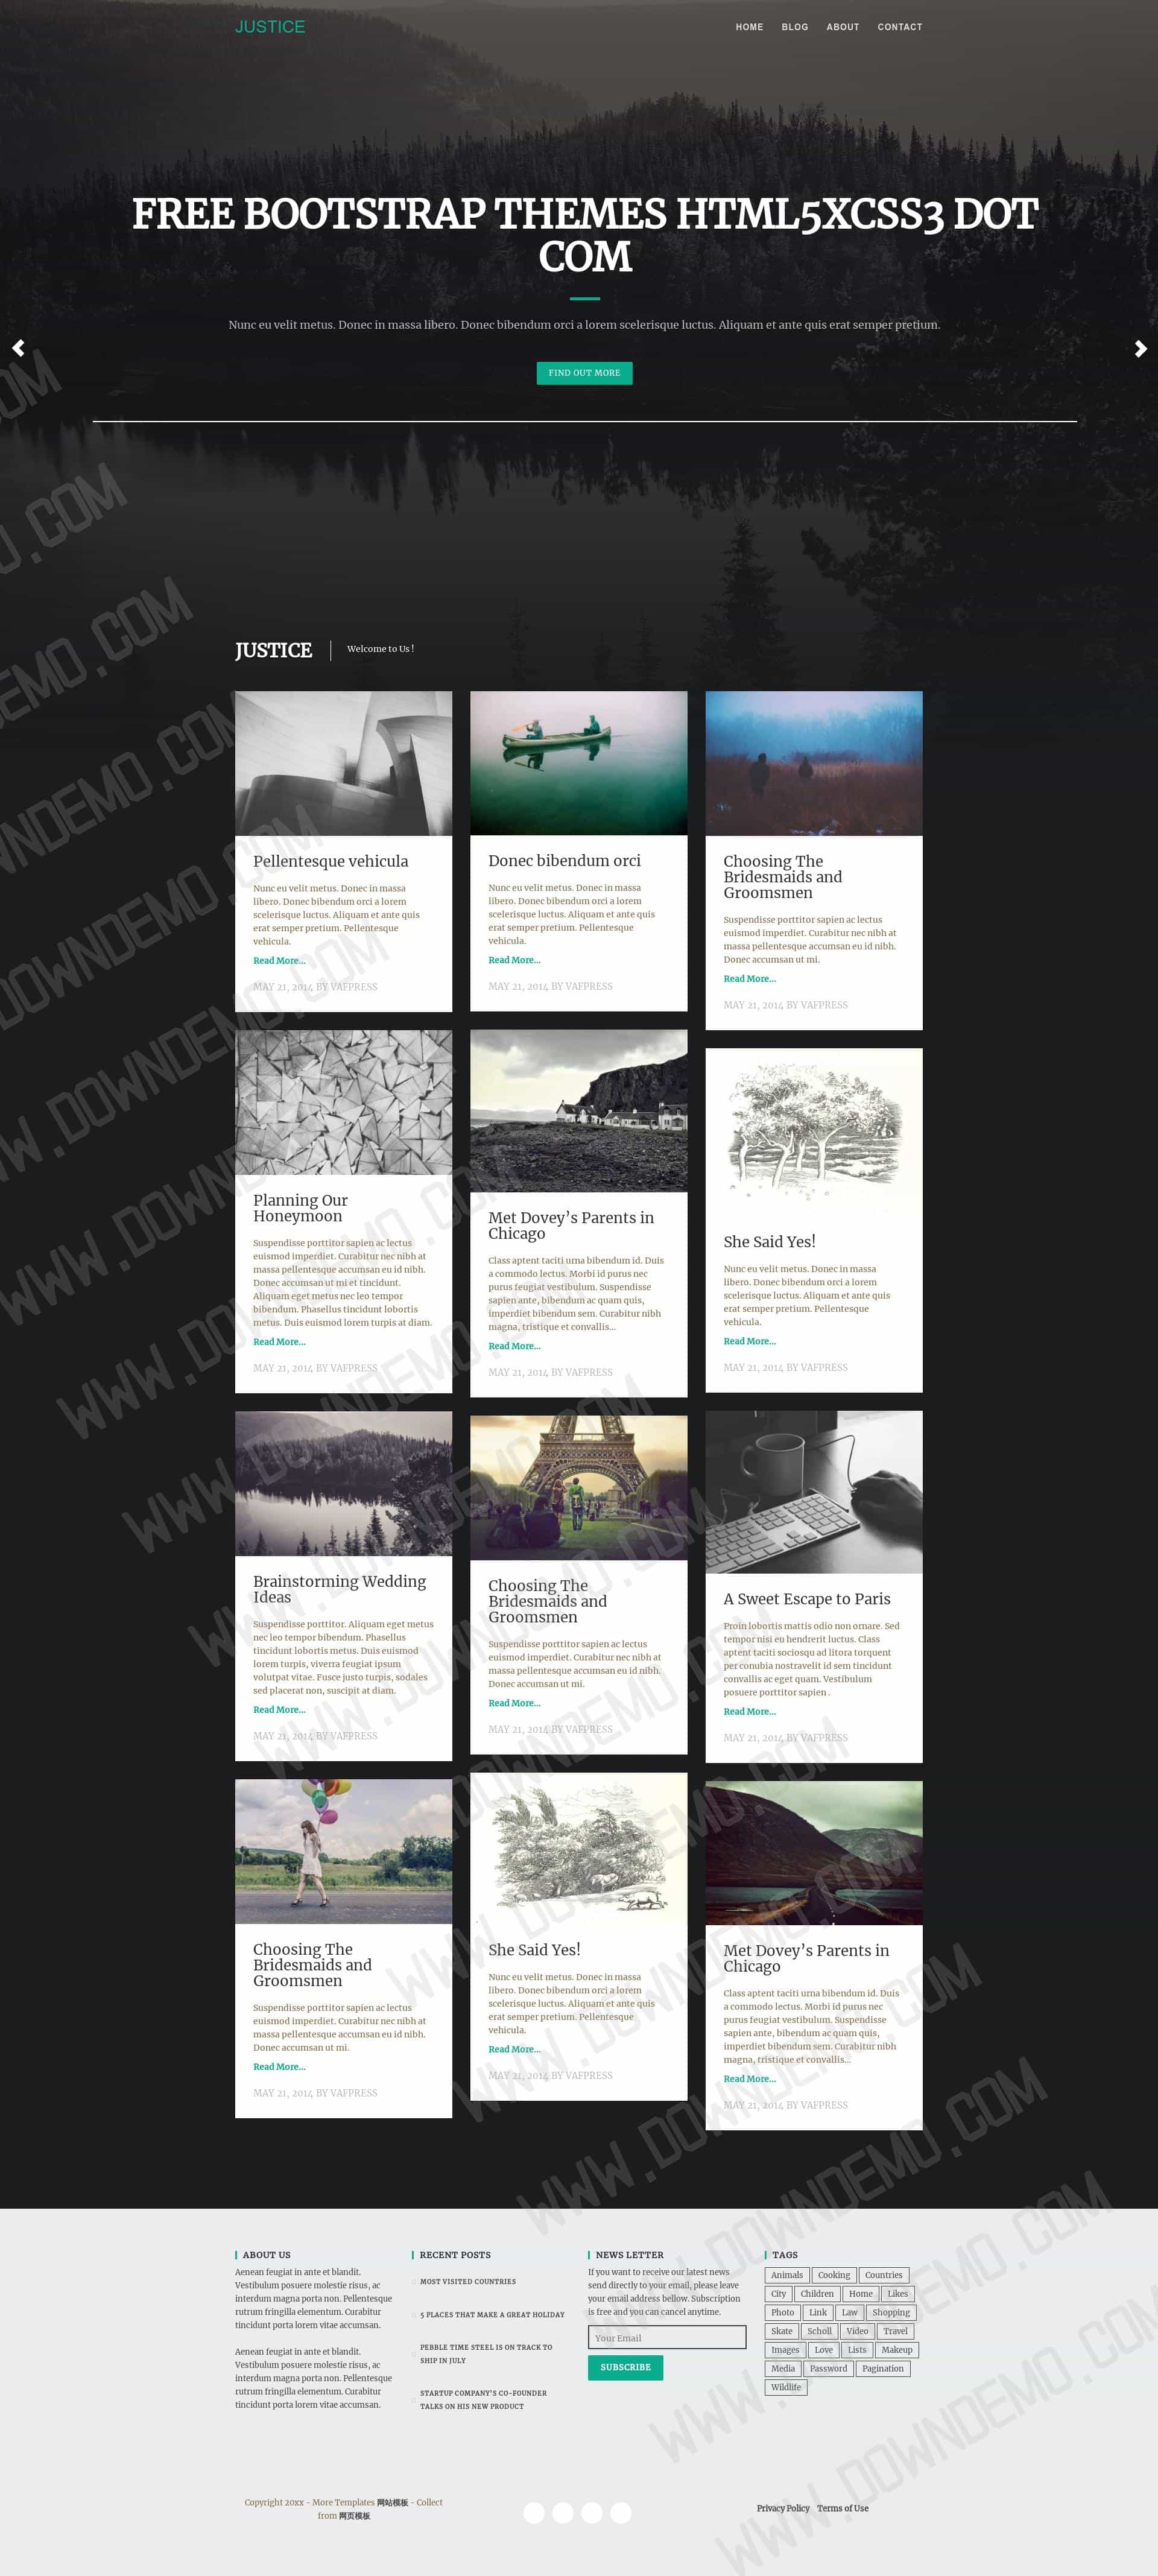 JUSTICE
HOME BLOG ABOUT CONTACT
FREE BOOTSTRAP THEMES HTML5XCSS3 DOT
COM
Nunc eu velit metus. Donec in massa libero. Donec bibendum orci a lorem scelerisque luctus. Aliquam et ante quis erat semper pretium.
FIND OUT MORE
JUSTICE
Welcome to Us !
Pellentesque vehicula
Nunc eu velit metus. Donec in massa
libero. Donec bibendum orci a lorem
scelerisque luctus. Aliquam et ante quis
erat semper pretium. Pellentesque
vehicula.
Read More...
MAY 21, 2014 BY VAFPRESS
Planning Our
Honeymoon
Suspendisse porttitor sapien ac lectus
euismod imperdiet. Curabitur nec nibh at
massa pellentesque accumsan eu id nibh.
Donec accumsan ut mi et tincidunt.
Aliquam eget metus nec leo tempor
bibendum. Phasellus tincidunt lobortis
metus. Duis euismod lorem turpis at diam.
Read More...
MAY 21, 2014 BY VAFPRESS
Brainstorming Wedding
Ideas
Suspendisse porttitor. Aliquam eget metus
nec leo tempor bibendum. Phasellus
tincidunt lobortis metus. Duis euismod
lorem turpis, viverra feugiat ipsum
volutpat vitae. Fusce justo turpis, sodales
sed placerat non, suscipit at diam.
Read More...
MAY 21, 2014 BY VAFPRESS
Choosing The
Bridesmaids and
Groomsmen
Suspendisse porttitor sapien ac lectus
euismod imperdiet. Curabitur nec nibh at
massa pellentesque accumsan eu id nibh.
Donec accumsan ut mi.
Read More...
MAY 21, 2014 BY VAFPRESS
Donec bibendum orci
Nunc eu velit metus. Donec in massa
libero. Donec bibendum orci a lorem
scelerisque luctus. Aliquam et ante quis
erat semper pretium. Pellentesque
vehicula.
Read More...
MAY 21, 2014 BY VAFPRESS
Met Dovey’s Parents in
Chicago
Class aptent taciti urna bibendum id. Duis
a commodo lectus. Morbi id purus nec
purus feugiat vestibulum. Suspendisse
sapien ante, bibendum ac quam quis,
imperdiet bibendum sem. Curabitur nibh
magna, tristique et convallis...
Read More...
MAY 21, 2014 BY VAFPRESS
Choosing The
Bridesmaids and
Groomsmen
Suspendisse porttitor sapien ac lectus
euismod imperdiet. Curabitur nec nibh at
massa pellentesque accumsan eu id nibh.
Donec accumsan ut mi.
Read More...
MAY 21, 2014 BY VAFPRESS
She Said Yes!
Nunc eu velit metus. Donec in massa
libero. Donec bibendum orci a lorem
scelerisque luctus. Aliquam et ante quis
erat semper pretium. Pellentesque
vehicula.
Read More...
MAY 21, 2014 BY VAFPRESS
Choosing The
Bridesmaids and
Groomsmen
Suspendisse porttitor sapien ac lectus
euismod imperdiet. Curabitur nec nibh at
massa pellentesque accumsan eu id nibh.
Donec accumsan ut mi.
Read More...
MAY 21, 2014 BY VAFPRESS
She Said Yes!
Nunc eu velit metus. Donec in massa
libero. Donec bibendum orci a lorem
scelerisque luctus. Aliquam et ante quis
erat semper pretium. Pellentesque
vehicula.
Read More...
MAY 21, 2014 BY VAFPRESS
A Sweet Escape to Paris
Proin lobortis mattis odio non ornare. Sed
tempor nisi eu hendrerit luctus. Class
aptent taciti sociosqu ad litora torquent
per conubia nostravelit id sem tincidunt
convallis ac eget quam. Vestibulum
posuere porttitor sapien .
Read More...
MAY 21, 2014 BY VAFPRESS
Met Dovey’s Parents in
Chicago
Class aptent taciti urna bibendum id. Duis
a commodo lectus. Morbi id purus nec
purus feugiat vestibulum. Suspendisse
sapien ante, bibendum ac quam quis,
imperdiet bibendum sem. Curabitur nibh
magna, tristique et convallis...
Read More...
MAY 21, 2014 BY VAFPRESS
ABOUT US
Aenean feugiat in ante et blandit.
Vestibulum posuere molestie risus, ac
interdum magna porta non. Pellentesque
rutrum fringilla elementum. Curabitur
tincidunt porta lorem vitae accumsan.
Aenean feugiat in ante et blandit.
Vestibulum posuere molestie risus, ac
interdum magna porta non. Pellentesque
rutrum fringilla elementum. Curabitur
tincidunt porta lorem vitae accumsan.
RECENT POSTS
MOST VISITED COUNTRIES
5 PLACES THAT MAKE A GREAT HOLIDAY
PEBBLE TIME STEEL IS ON TRACK TO
SHIP IN JULY
STARTUP COMPANY'S CO-FOUNDER
TALKS ON HIS NEW PRODUCT
NEWS LETTER
If you want to receive our latest news
send directly to your email, please leave
your email address bellow. Subscription
is free and you can cancel anytime.
Your Email
SUBSCRIBE
TAGS
Animals Cooking Countries
City Children Home Likes
Photo Link Law Shopping
Skate Scholl Video Travel
Images Love Lists Makeup
Media Password Pagination
Wildlife
Copyright 20xx - More Templates 网站模板 - Collect
from 网页模板
Privacy Policy Terms of Use
WWW.DOWNDEMO.COM